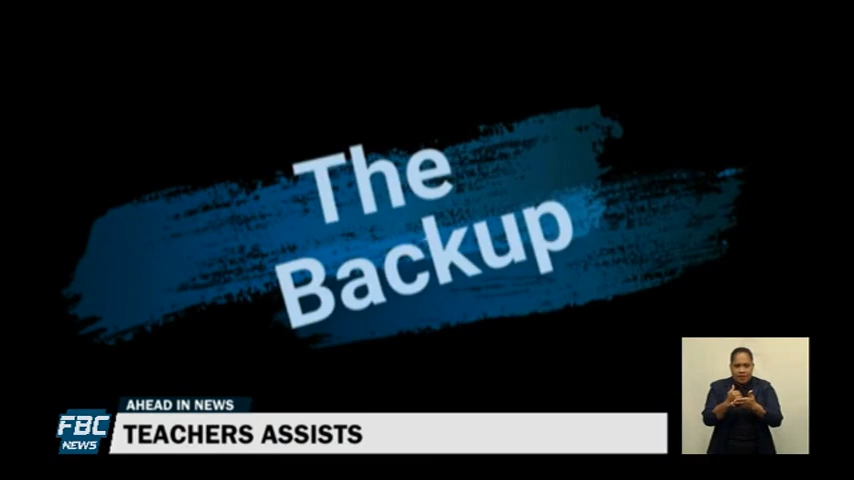 The
Backup
AHEAD IN NEWS
FBC
NEWS
TEACHERS ASSISTS